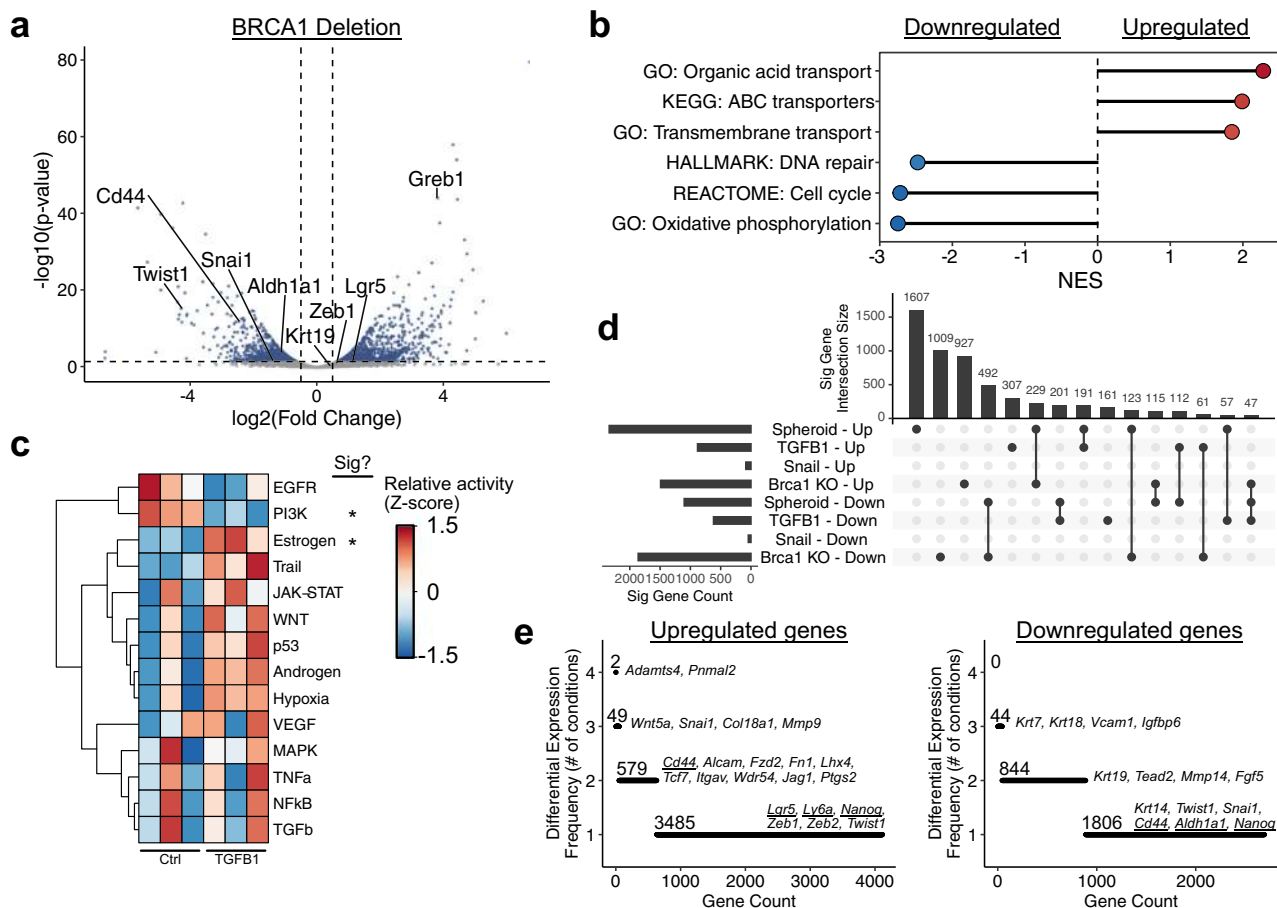 a
BRCA1 Deletion
80
60
40
20
0
-log10(p-value)
Cd44
Greb1
Snai1
Twist1
Aldh1a1
Lgr5
Zeb1
Krt19
-4
0
4
log2(Fold Change)
b
Downregulated
Upregulated
GO: Organic acid transport
KEGG: ABC transporters
GO: Transmembrane transport
HALLMARK: DNA repair
REACTOME: Cell cycle
GO: Oxidative phosphorylation
-3
-2
-1
0
1
2
NES
c
Sig?
EGFR
PI3K
*
Estrogen
*
Trail
JAK-STAT
WNT
p53
Androgen
Hypoxia
VEGF
MAPK
TNFa
NFkB
TGFb
Ctrl
TGFB1
Relative activity
(Z-score)
1.5
0
-1.5
d
Sig Gene
Intersection Size
1500
1000
500
0
1607
1009
927
492
307
229
201
191
161
123
115
112
61
57
47
Spheroid - Up
TGFB1 - Up
Snail - Up
Brca1 KO - Up
Spheroid - Down
TGFB1 - Down
Snail - Down
Brca1 KO - Down
2000
1500
1000
500
0
Sig Gene Count
e
Upregulated genes
Differential Expression
Frequency (# of conditions)
4
3
2
1
2
Adamts4, Pnmal2
49
Wnt5a, Snai1, Col18a1, Mmp9
579
Cd44, Alcam, Fzd2, Fn1, Lhx4,
Tcf7, Itgav, Wdr54, Jag1, Ptgs2
3485
Lgr5, Ly6a, Nanog,
Zeb1, Zeb2, Twist1
0
1000
2000
3000
4000
Gene Count
Downregulated genes
Differential Expression
Frequency (# of conditions)
4
3
2
1
0
44
Krt7, Krt18, Vcam1, Igfbp6
844
Krt19, Tead2, Mmp14, Fgf5
1806
Krt14, Twist1, Snai1,
Cd44, Aldh1a1, Nanog
0
1000
2000
Gene Count